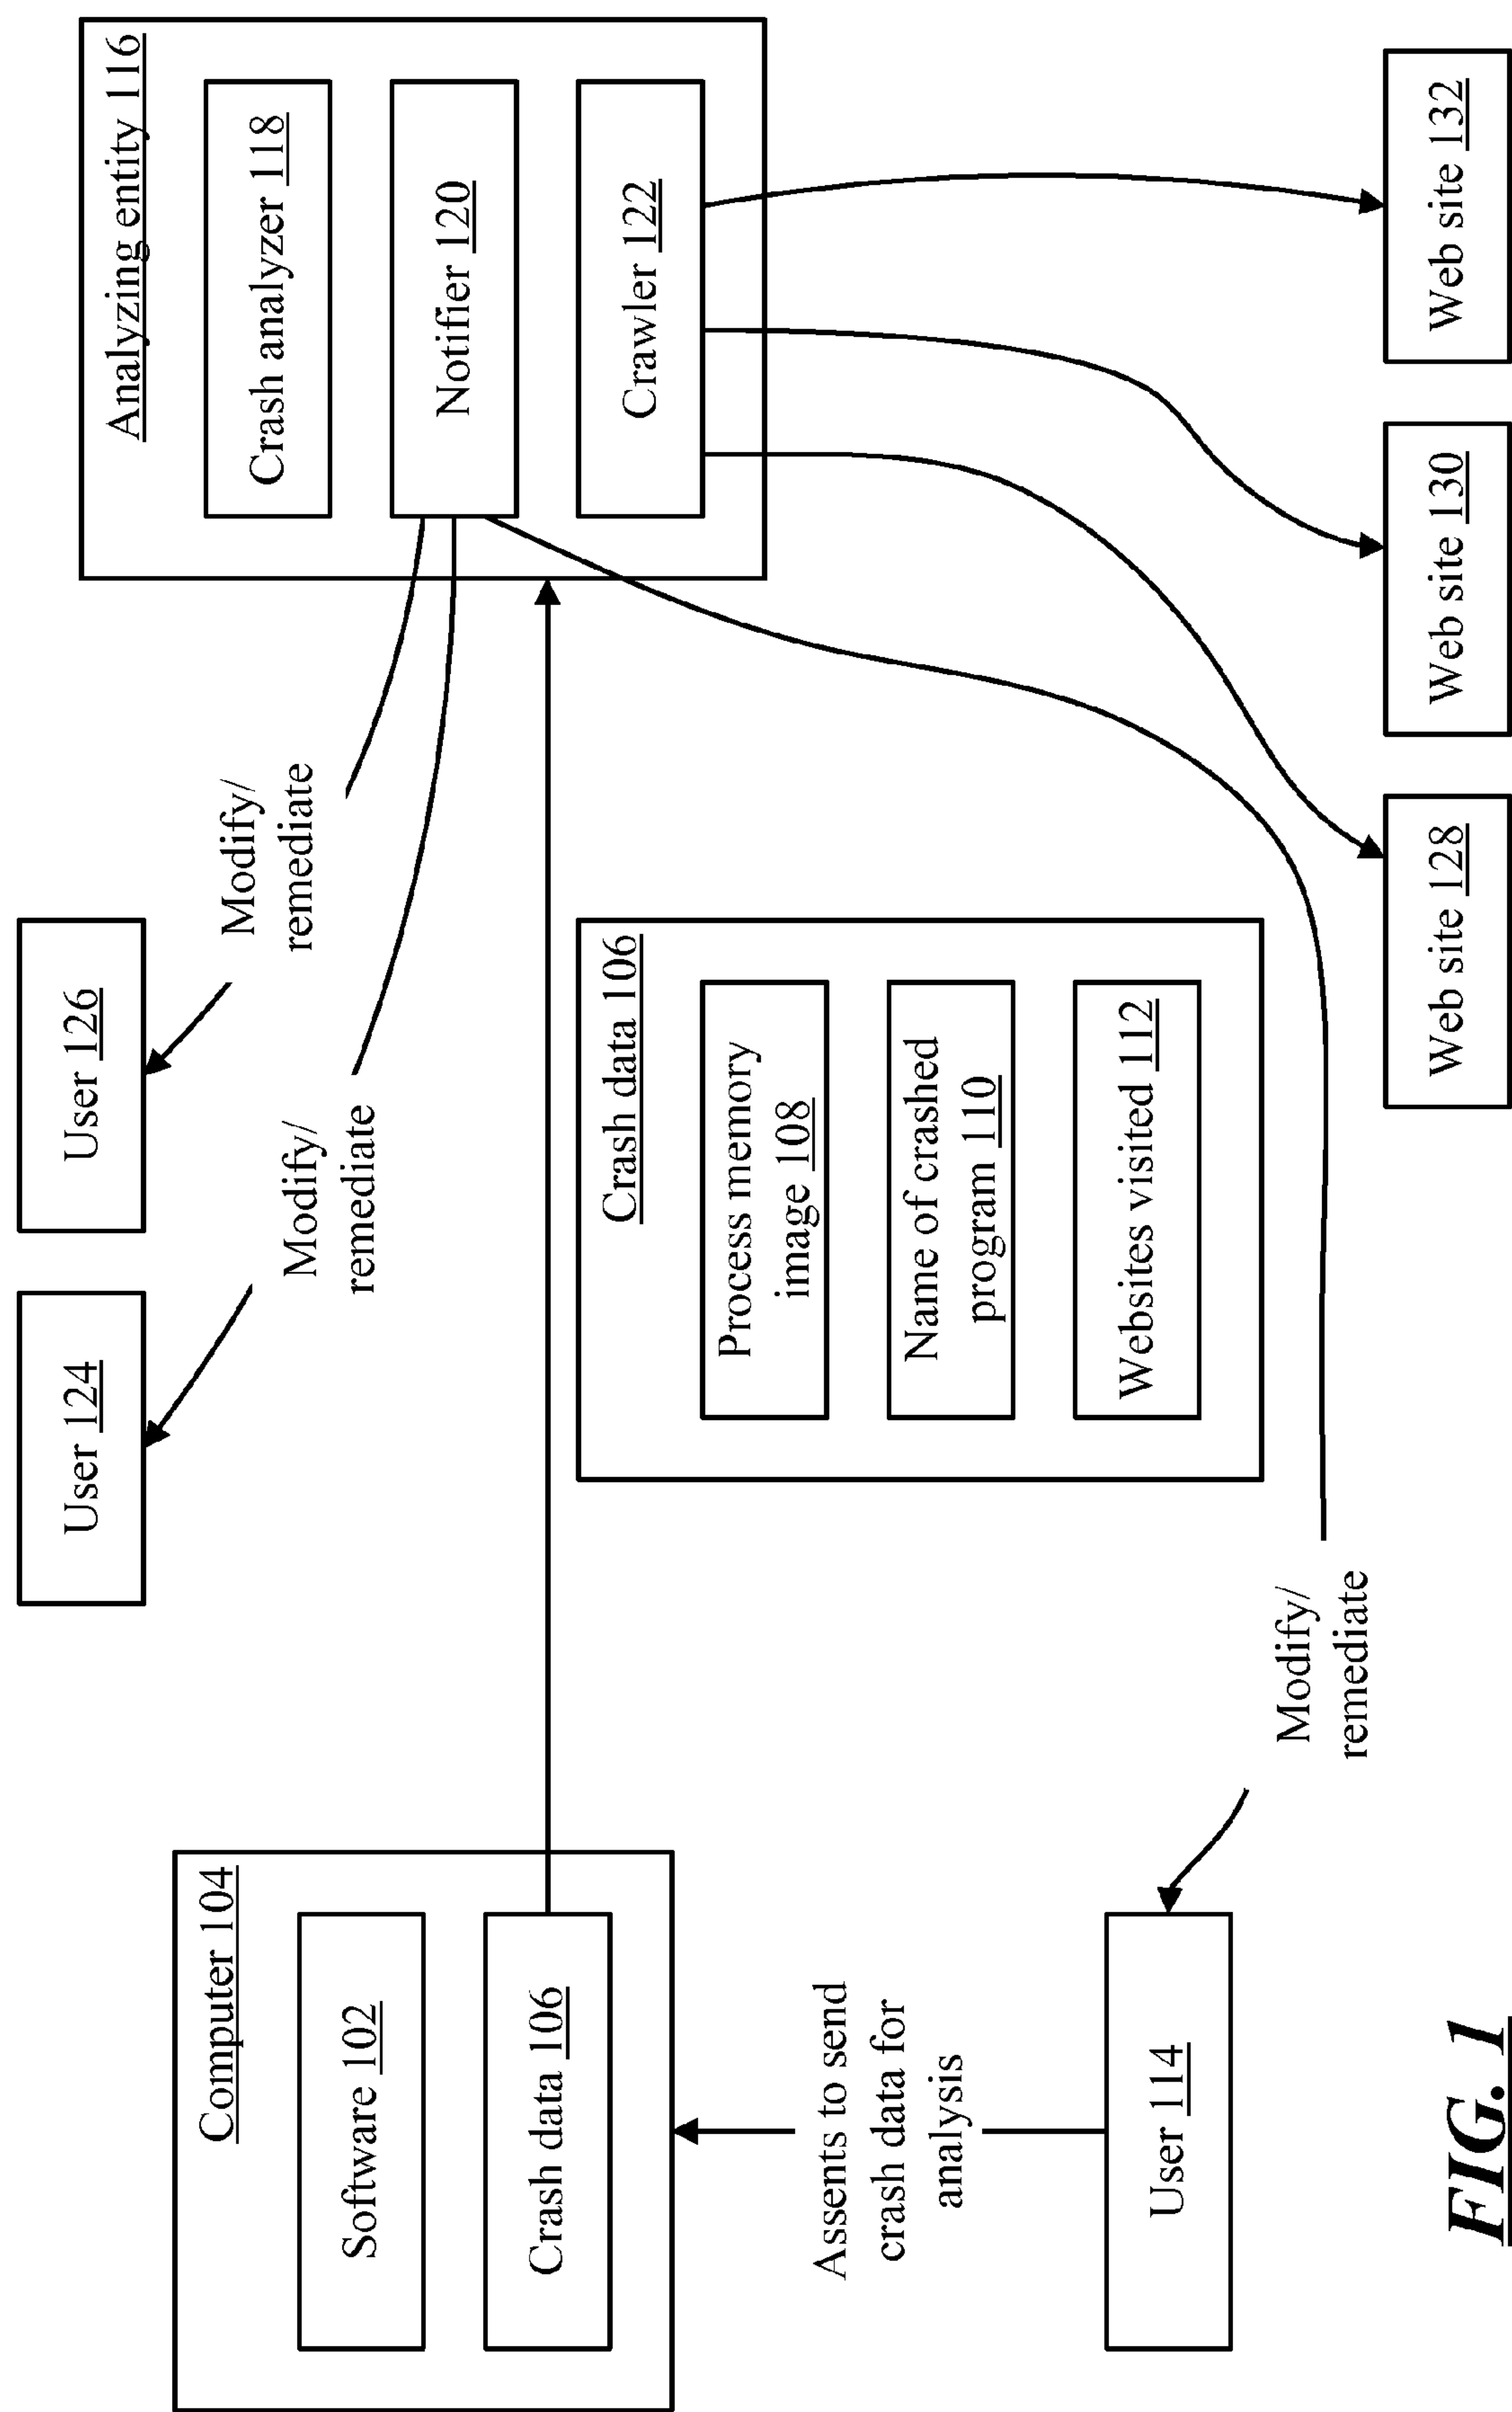 User 124
User 126
Analyzing entity 116
Computer 104
Crash analyzer 118
Modify/
remediate
Modify/
remediate
Software 102
Notifier 120
Crash data 106
Crash data 106
Crawler 122
Process memory
image 108
Name of crashed
program 110
Assents to send
crash data for
analysis
Websites visited 112
User 114
Modify/
remediate
Web site 128
Web site 130
Web site 132
FIG. 1